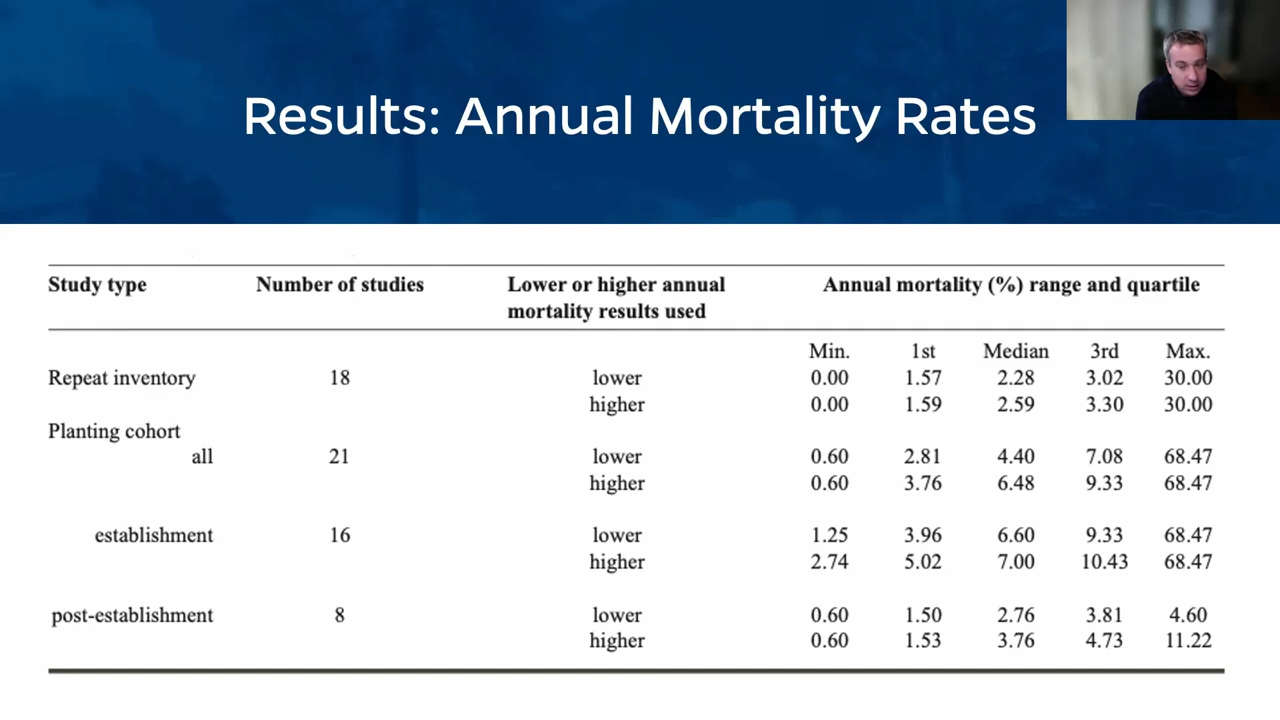 Results: Annual Mortality Rates
Study type Number of studies Lower or higher annual Annual mortality (%) range and quartile
mortality results used
Min. 1st Median 3rd Max.
Repeat inventory 18 lower 0.00 1.57 2.28 3.02 30.00
higher 0.00 1.59 2.59 3.30 30.00
Planting cohort
all 21 lower 0.60 2.81 4.40 7.08 68.47
higher 0.60 3.76 6.48 9.33 68.47
establishment 16 lower 1.25 3.96 6.60 9.33 68.47
higher 2.74 5.02 7.00 10.43 68.47
post-establishment 8 lower 0.60 1.50 2.76 3.81 4.60
higher 0.60 1.53 3.76 4.73 11.22